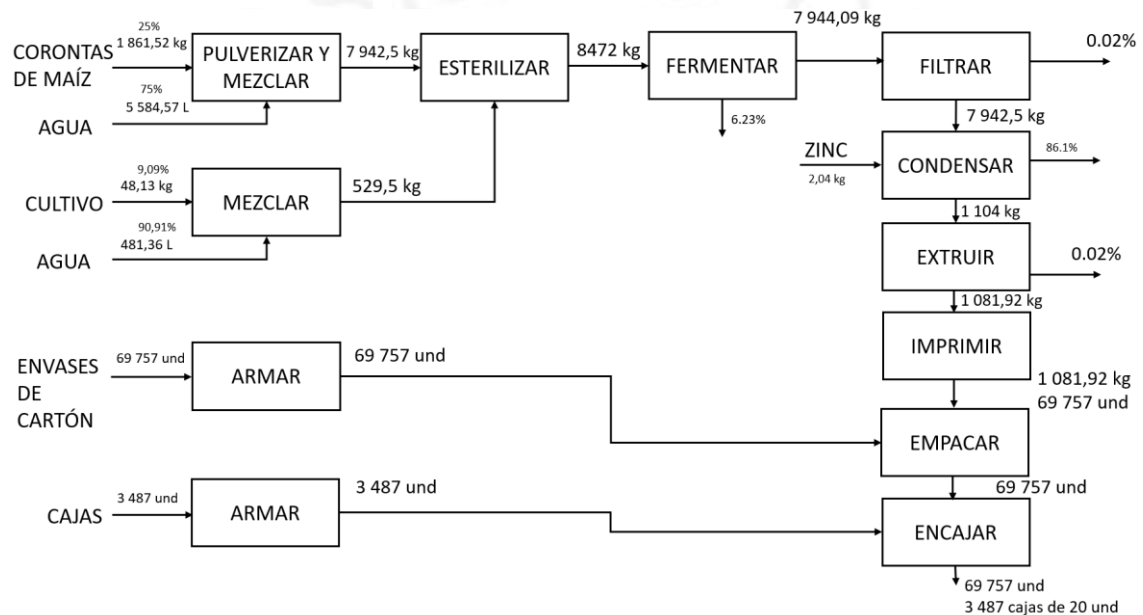 CORONTAS
DE MAÍZ
25%
1 861,52 kg
PULVERIZAR Y
MEZCLAR
7 942,5 kg
ESTERILIZAR
8472 kg
FERMENTAR
7 944,09 kg
FILTRAR
0.02%
75%
5 584,57 L
AGUA
6.23%
7 942,5 kg
ZINC
2,04 kg
CONDENSAR
86.1%
9,09%
48,13 kg
CULTIVO
MEZCLAR
529,5 kg
1 104 kg
90,91%
481,36 L
AGUA
EXTRUIR
0.02%
1 081,92 kg
IMPRIMIR
ENVASES
DE
CARTÓN
69 757 und
ARMAR
69 757 und
1 081,92 kg
69 757 und
EMPACAR
69 757 und
CAJAS
3 487 und
ARMAR
3 487 und
ENCAJAR
69 757 und
3 487 cajas de 20 und